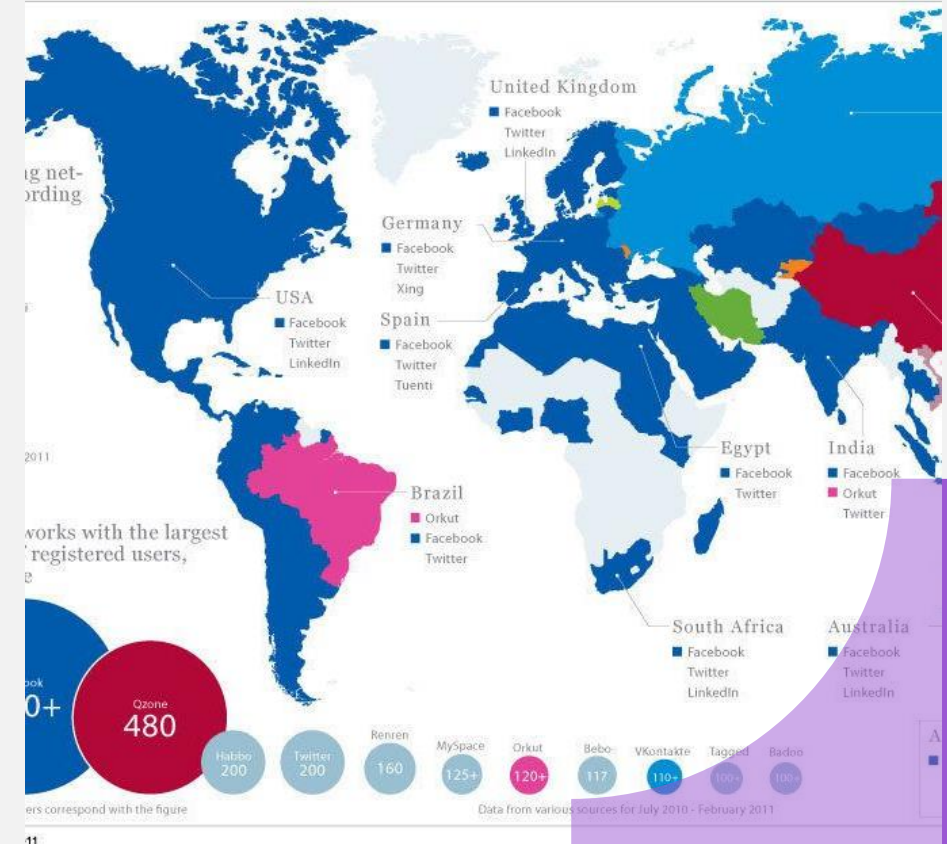 United Kingdom
Facebook
Twitter
LinkedIn
g net-
ording
Germany
Facebook
Twitter
Xing
USA
Facebook
Twitter
LinkedIn
Spain
Facebook
Twitter
Tuenti
2011
Egypt
Facebook
Twitter
India
Facebook
Orkut
Twitter
Brazil
Orkut
Facebook
Twitter
works with the largest
registered users,
e
South Africa
Facebook
Twitter
LinkedIn
Australia
Facebook
Twitter
LinkedIn
ook
0+
Qzone
480
Habbo
200
Twitter
200
Renren
160
MySpace
125+
Orkut
120+
Bebo
117
VKontakte
110+
Tagged
100+
Badoo
100+
A
ers correspond with the figure
Data from various sources for July 2010 - February 2011
11